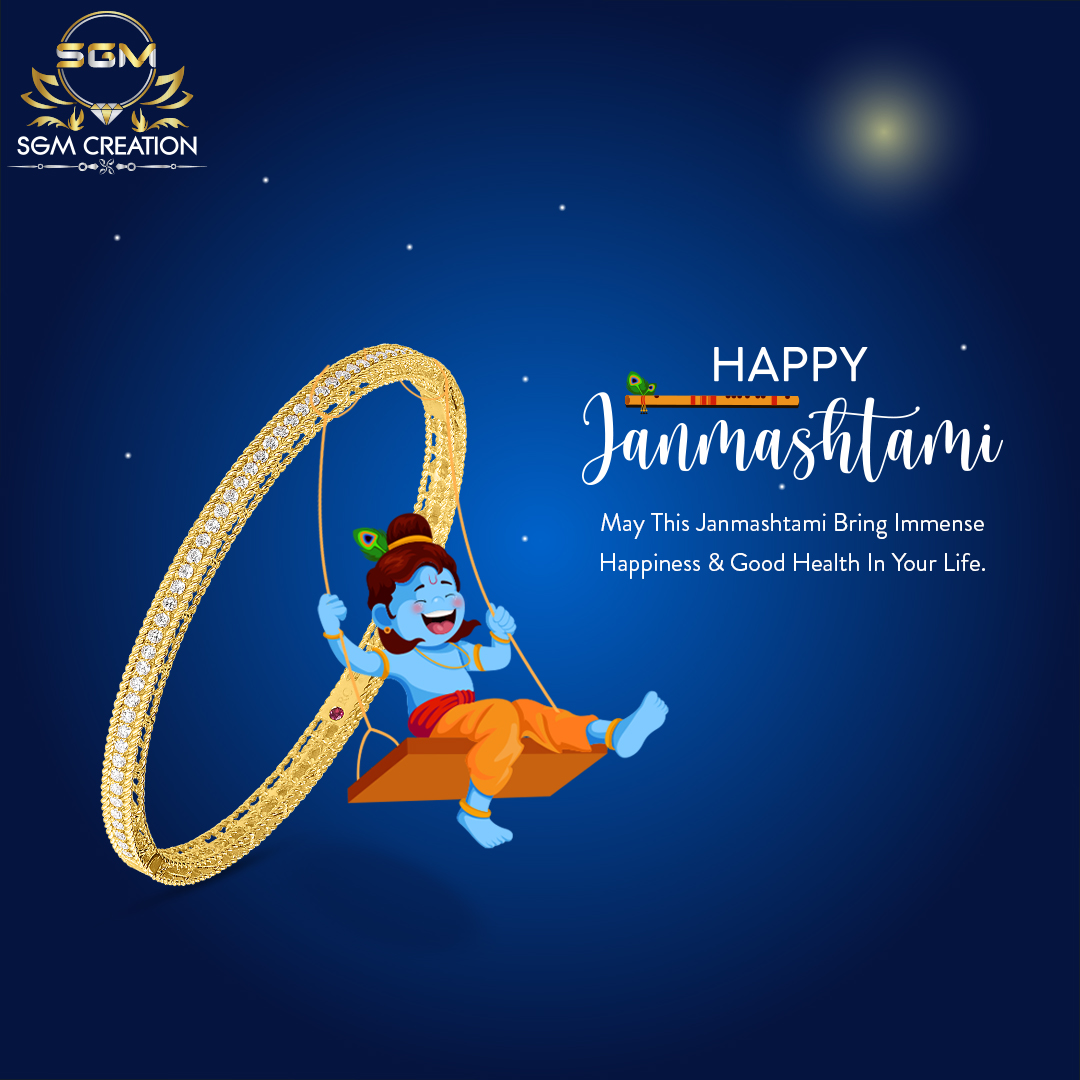 SGM
SGM CREATION
HAPPY
Janmashtami
May This Janmashtami Bring Immense
Happiness & Good Health In Your Life.